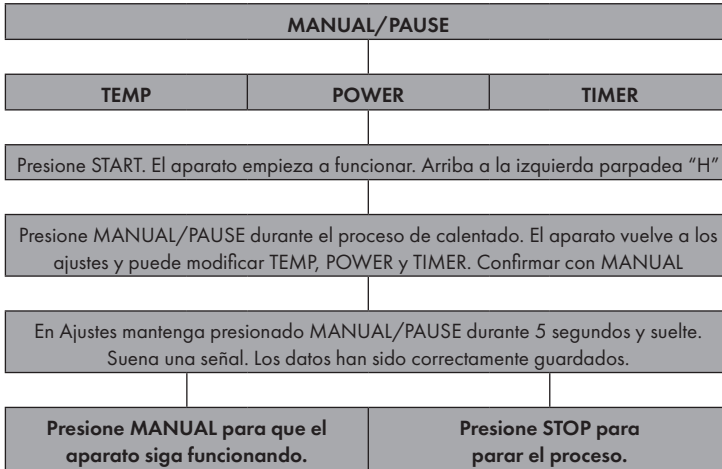 MANUAL/PAUSE
TEMP
POWER
TIMER
Presione START. El aparato empieza a funcionar. Arriba a la izquierda parpadea “H”
Presione MANUAL/PAUSE durante el proceso de calentado. El aparato vuelve a los
ajustes y puede modificar TEMP, POWER y TIMER. Confirmar con MANUAL
En Ajustes mantenga presionado MANUAL/PAUSE durante 5 segundos y suelte.
Suena una señal. Los datos han sido correctamente guardados.
Presione MANUAL para que el
aparato siga funcionando.
Presione STOP para
parar el proceso.